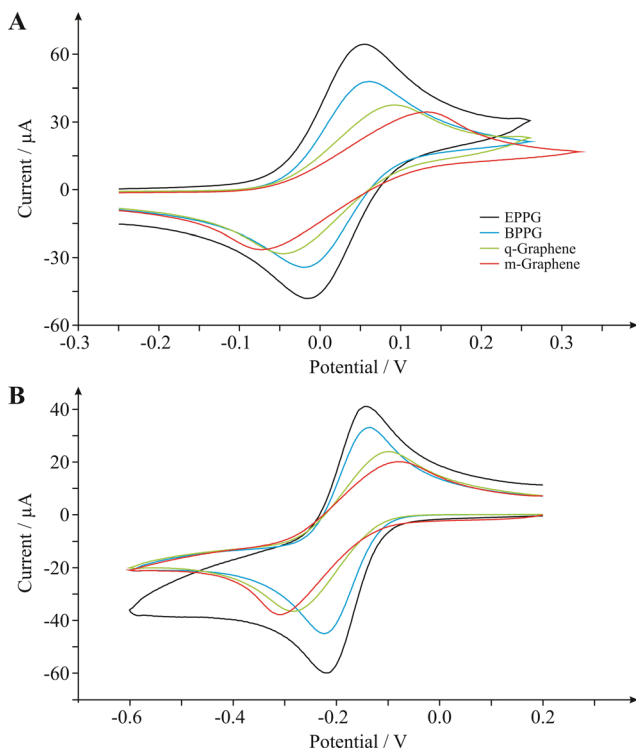 A
60
30
0
-30
-60
Current / µA
EPPG
BPPG
q-Graphene
m-Graphene
-0.3
-0.2
-0.1
0.0
0.1
0.2
0.3
Potential / V
B
40
20
0
-20
-40
-60
Current / µA
-0.6
-0.4
-0.2
0.0
0.2
Potential / V